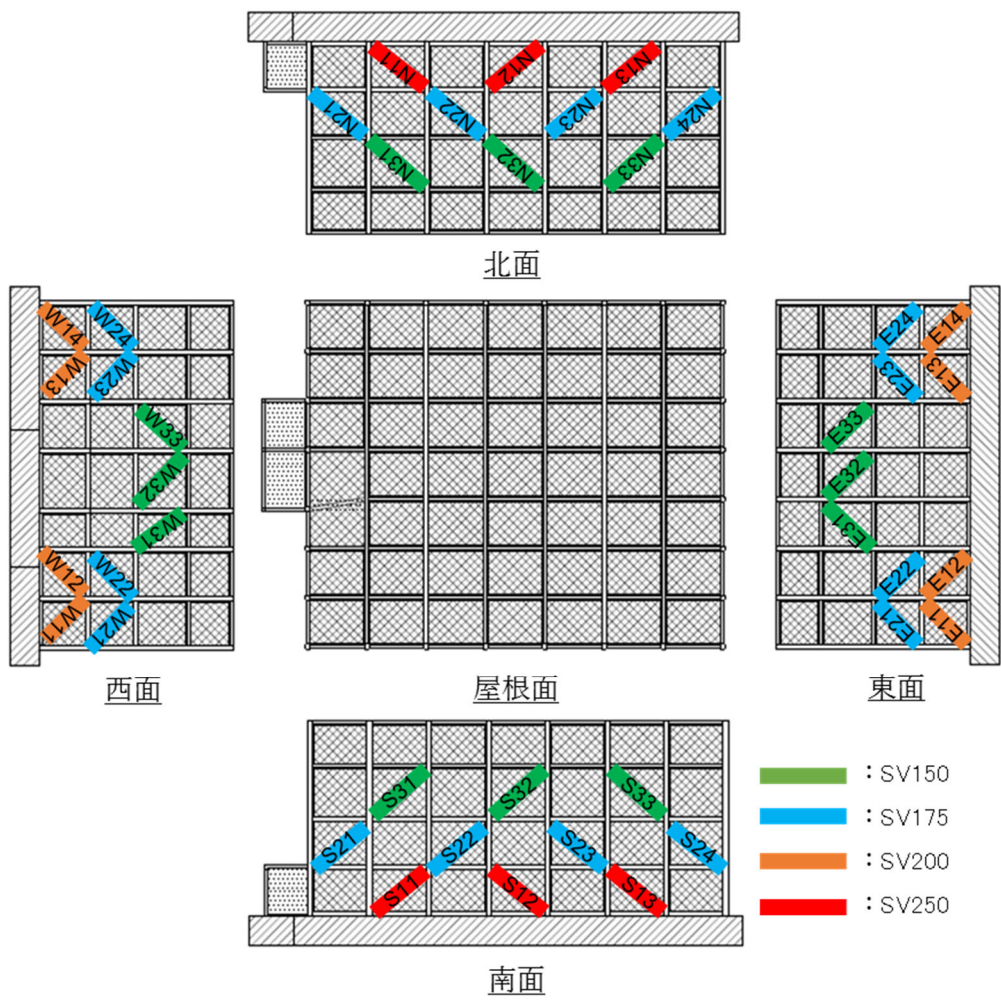 N11
N12
N13
N21
N22
N23
N24
N31
N32
N33
北面
W14
W24
W13
W23
W33
W32
W31
W12
W22
W11
W21
西面
屋根面
E24
E14
E23
E13
E33
E32
E31
E22
E12
E21
E11
東面
S31
S32
S33
S21
S22
S23
S24
S11
S12
S13
南面
：SV150
：SV175
：SV200
：SV250